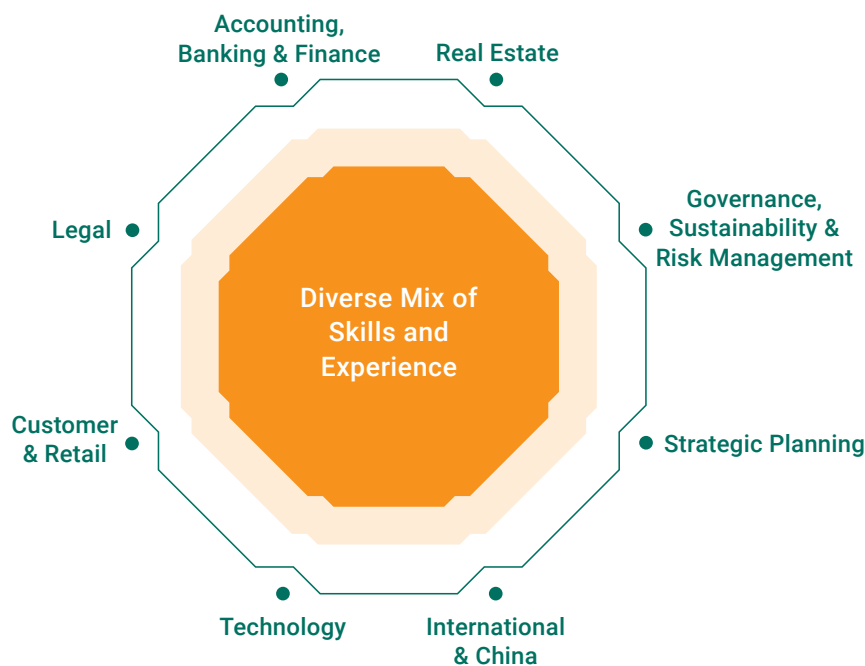 Accounting,
Banking & Finance
Real Estate
Legal
Governance,
Sustainability &
Risk Management
Diverse Mix of
Skills and
Experience
Customer
& Retail
Strategic Planning
Technology
International
& China